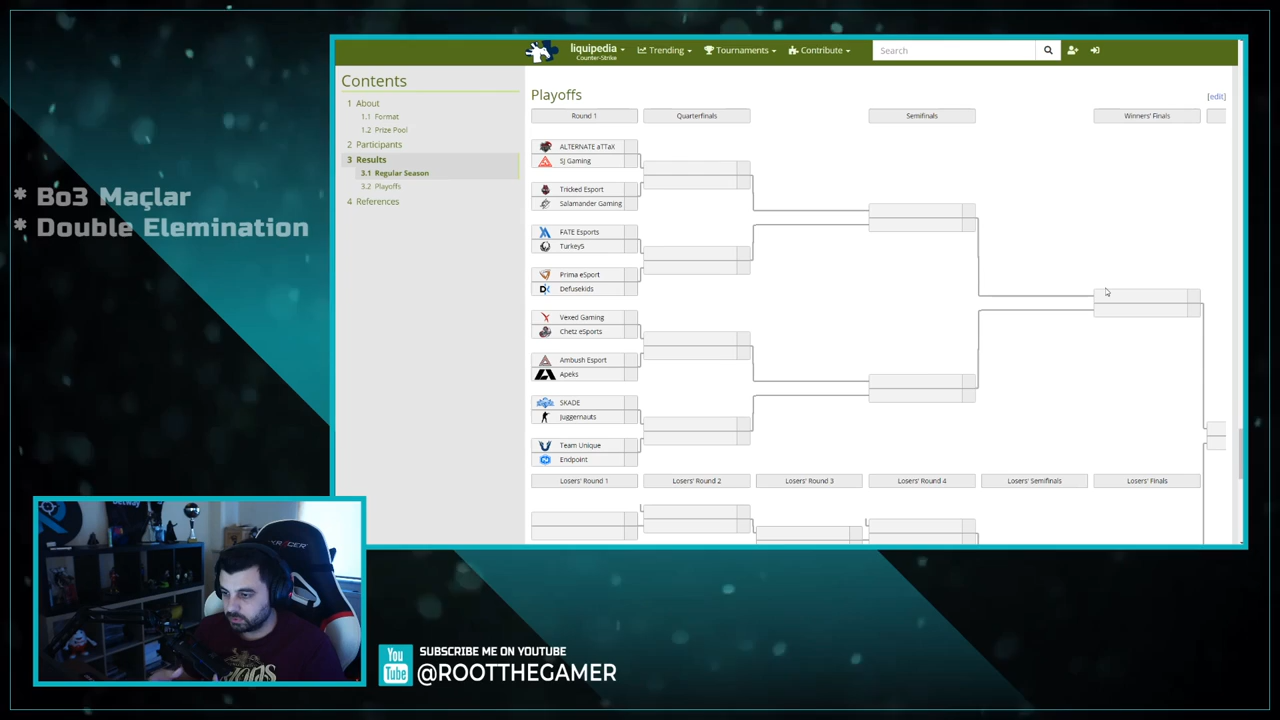 liquipedia
Counter-Strike
Trending
Tournaments
Contribute
Search
Contents
1 About
1.1 Format
1.2 Prize Pool
2 Participants
3 Results
3.1 Regular Season
3.2 Playoffs
4 References
* Bo3 Maçlar
* Double Elemination
Playoffs
[edit]
Round 1
Quarterfinals
Semifinals
Winners' Finals
ALTERNATE aTTaX
SJ Gaming
Tricked Esport
Salamander Gaming
FATE Esports
Turkey5
Prima eSport
Defusekids
Vexed Gaming
Chetz eSports
Ambush Esport
Apeks
SKADE
Juggernauts
Team Unique
Endpoint
Losers' Round 1
Losers' Round 2
Losers' Round 3
Losers' Round 4
Losers' Semifinals
Losers' Finals
You
Tube
SUBSCRIBE ME ON YOUTUBE
@ROOTTHEGAMER